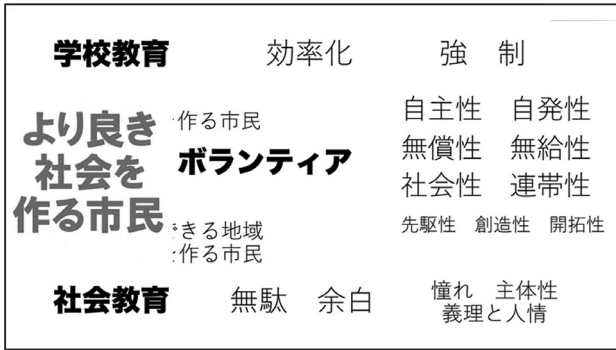 学校教育 効率化 強 制
より良き
社会を
作る市民
作る市民
ボランティア
きる地域
作る市民
自主性 自発性
無償性 無給性
社会性 連帯性
先駆性 創造性 開拓性
社会教育 無駄 余白
憧れ 主体性
義理と人情